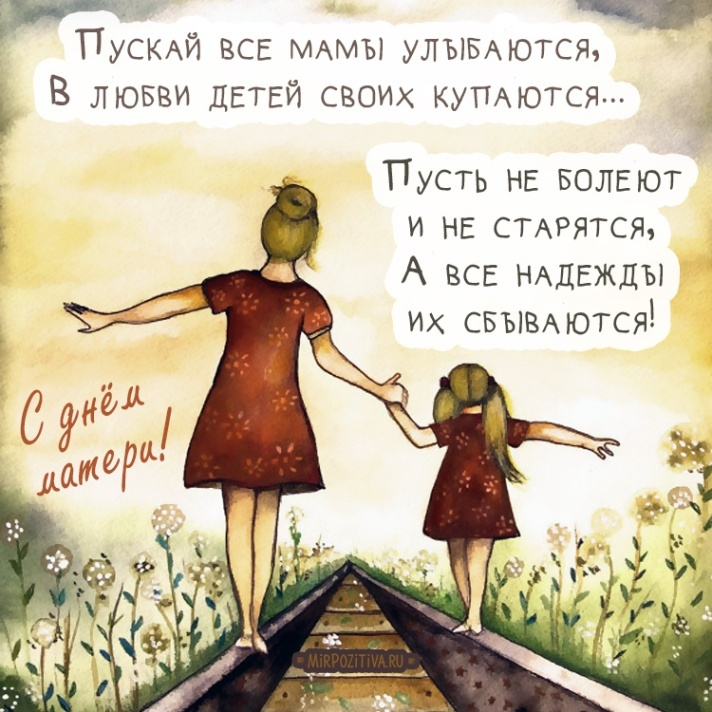 Пускай все мамы улыбаются,
В любви детей своих купаются...
Пусть не болеют
и не старятся,
А все надежды
их сбываются!
С днём
матери!
MIRPOZITIVA.RU